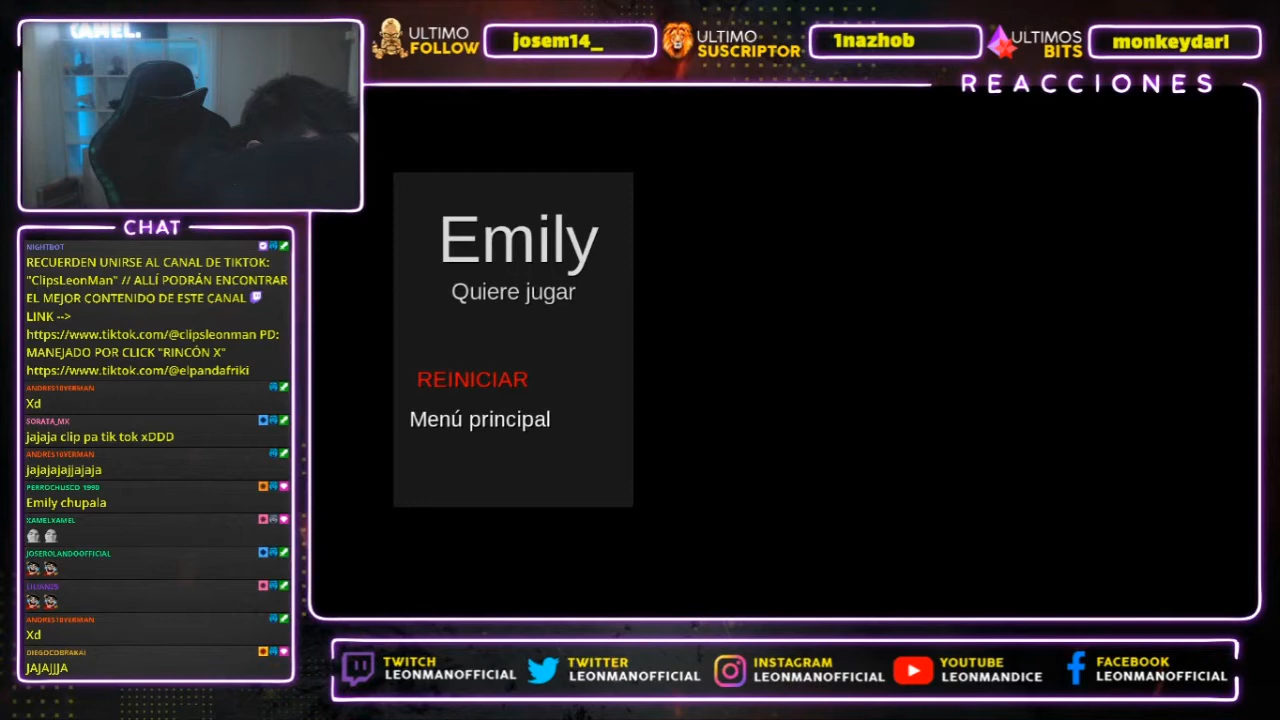 XAMEL.
ULTIMO
FOLLOW
josem14_
ULTIMO
SUSCRIPTOR
1nazhob
ULTIMOS
BITS
monkeydarl
REACCIONES
CHAT
NIGHTBOT
RECUERDEN UNIRSE AL CANAL DE TIKTOK:
"ClipsLeonMan" // ALLÍ PODRÁN ENCONTRAR
EL MEJOR CONTENIDO DE ESTE CANAL
LINK -->
https://www.tiktok.com/@clipsleonman PD:
MANEJADO POR CLICK "RINCÓN X"
https://www.tiktok.com/@elpandafriki
ANDRES10VERMAN
Xd
SORATA_MX
jajaja clip pa tik tok xDDD
ANDRES10VERMAN
jajajajajjajaja
PERROCHUSCO_1990
Emily chupala
XAMELXAMEL
JOSEROLANDOOFFICIAL
LILIANIS
ANDRES10VERMAN
Xd
DIEGOCOBRAKAI
JAJAJJJA
Emily
Quiere jugar
REINICIAR
Menú principal
TWITCH
LEONMANOFFICIAL
TWITTER
LEONMANOFFICIAL
INSTAGRAM
LEONMANOFFICIAL
YOUTUBE
LEONMANDICE
FACEBOOK
LEONMANOFFICIAL